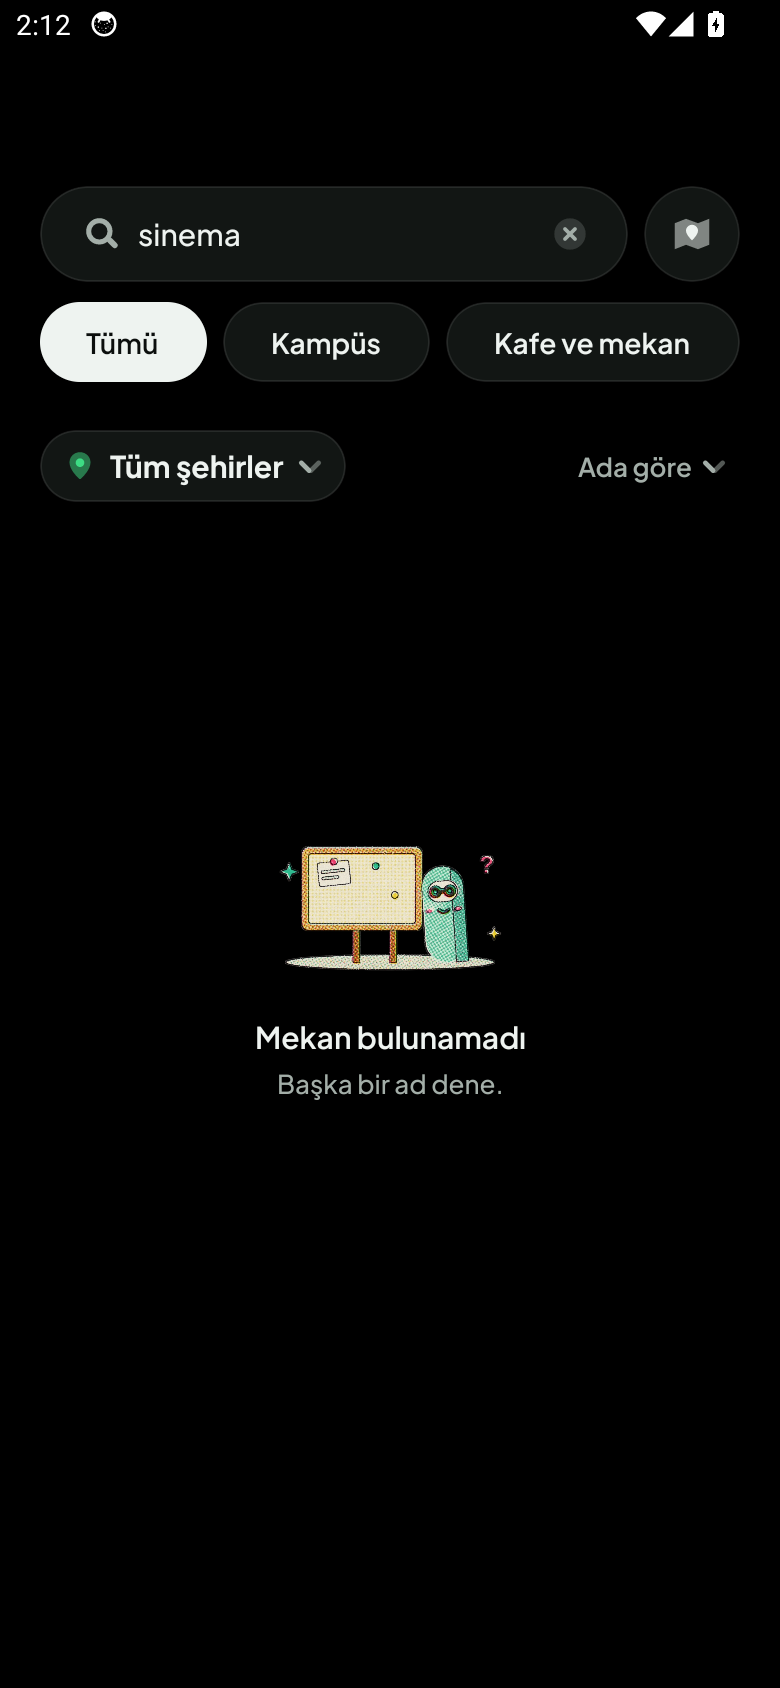 2:12
sinema
Tümü
Kampüs
Kafe ve mekan
Tüm şehirler
Ada göre
?
Mekan bulunamadı
Başka bir ad dene.